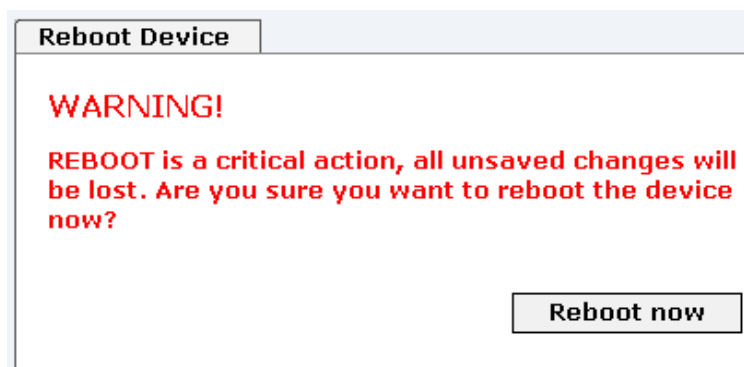 Reboot Device
WARNING!
REBOOT is a critical action, all unsaved changes will
be lost. Are you sure you want to reboot the device
now?
Reboot now